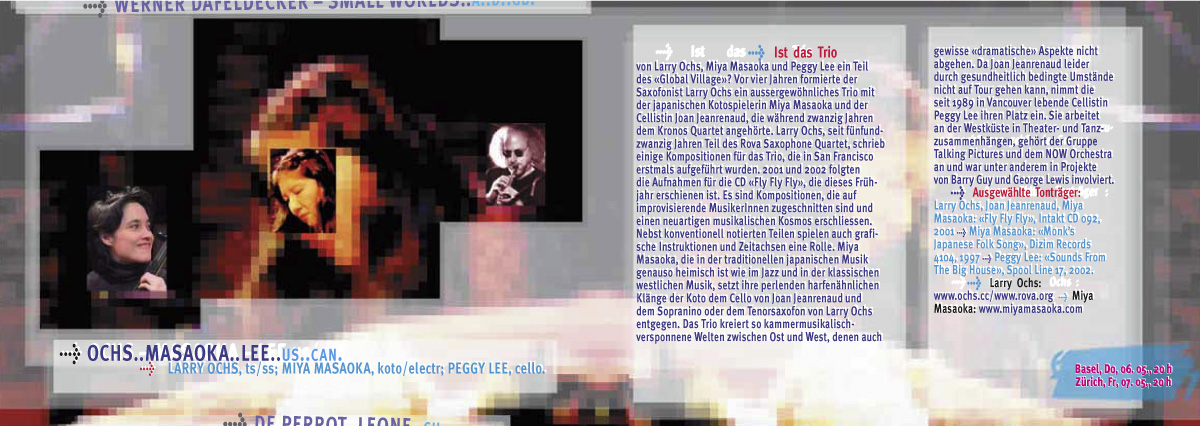 WERNER DAFELDECKER – SMALL WORLDS..A..D..GB.
Ist das Trio
von Larry Ochs, Miya Masaoka und Peggy Lee ein Teil
des «Global Village»? Vor vier Jahren formierte der
Saxofonist Larry Ochs ein aussergewöhnliches Trio mit
der japanischen Kotospielerin Miya Masaoka und der
Cellistin Joan Jeanrenaud, die während zwanzig Jahren
dem Kronos Quartet angehörte. Larry Ochs, seit fünfund-
zwanzig Jahren Teil des Rova Saxophone Quartet, schrieb
einige Kompositionen für das Trio, die in San Francisco
erstmals aufgeführt wurden. 2001 und 2002 folgten
die Aufnahmen für die CD «Fly Fly Fly», die dieses Früh-
jahr erschienen ist. Es sind Kompositionen, die auf
improvisierende MusikerInnen zugeschnitten sind und
einen neuartigen musikalischen Kosmos erschliessen.
Nebst konventionell notierten Teilen spielen auch grafi-
sche Instruktionen und Zeitachsen eine Rolle. Miya
Masaoka, die in der traditionellen japanischen Musik
genauso heimisch ist wie im Jazz und in der klassischen
westlichen Musik, setzt ihre perlenden harfenähnlichen
Klänge der Koto dem Cello von Joan Jeanrenaud und
dem Sopranino oder dem Tenorsaxofon von Larry Ochs
entgegen. Das Trio kreiert so kammermusikalisch-
versponnene Welten zwischen Ost und West, denen auch
gewisse «dramatische» Aspekte nicht
abgehen. Da Joan Jeanrenaud leider
durch gesundheitlich bedingte Umstände
nicht auf Tour gehen kann, nimmt die
seit 1989 in Vancouver lebende Cellistin
Peggy Lee ihren Platz ein. Sie arbeitet
an der Westküste in Theater- und Tanz-
zusammenhängen, gehört der Gruppe
Talking Pictures und dem NOW Orchestra
an und war unter anderem in Projekte
von Barry Guy und George Lewis involviert.
Ausgewählte Tonträger:
Larry Ochs, Joan Jeanrenaud, Miya
Masaoka: «Fly Fly Fly», Intakt CD 092,
2001 ··> Miya Masaoka: «Monk's
Japanese Folk Song», Dizim Records
4104, 1997 ··> Peggy Lee: «Sounds From
The Big House», Spool Line 17, 2002.
Larry Ochs:
www.ochs.cc/www.rova.org ··> Miya
Masaoka: www.miyamasaoka.com
OCHS..MASAOKA..LEE..US..CAN.
LARRY OCHS, ts/ss; MIYA MASAOKA, koto/electr; PEGGY LEE, cello.
Basel, Do, 06. 05., 20 h
Zürich, Fr, 07. 05., 20 h
DE PERROT..LEONE..CH